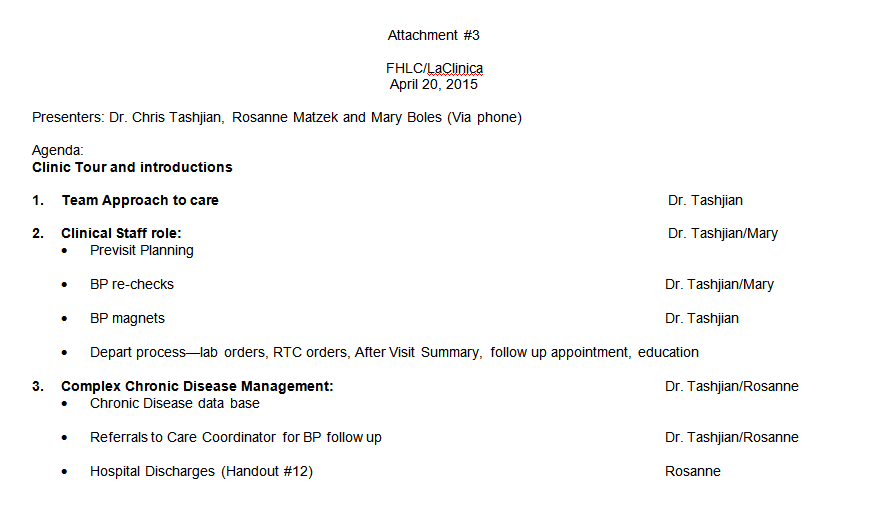 Attachment #3
FHLC/LaClinica
April 20, 2015
Presenters: Dr. Chris Tashjian, Rosanne Matzek and Mary Boles (Via phone)
Agenda:
Clinic Tour and introductions
1. Team Approach to care Dr. Tashjian
2. Clinical Staff role: Dr. Tashjian/Mary
• Previsit Planning
• BP re-checks Dr. Tashjian/Mary
• BP magnets Dr. Tashjian
• Depart process—lab orders, RTC orders, After Visit Summary, follow up appointment, education
3. Complex Chronic Disease Management: Dr. Tashjian/Rosanne
• Chronic Disease data base
• Referrals to Care Coordinator for BP follow up Dr. Tashjian/Rosanne
• Hospital Discharges (Handout #12) Rosanne